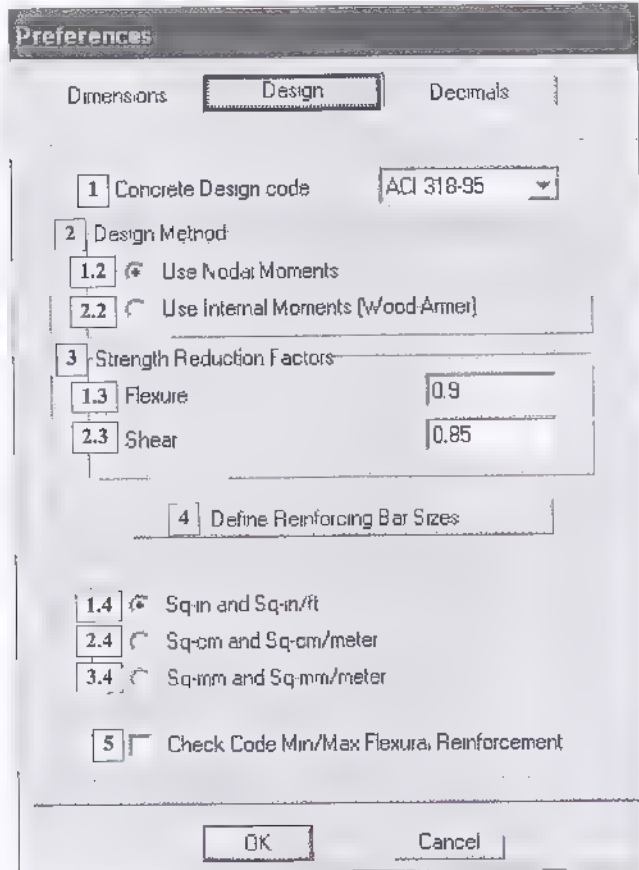 Preferences
Dimensions Design Decimals
1 Concrete Design code ACI 318-95
2 Design Method
1.2 Use Nodal Moments
2.2 Use Internal Moments (Wood-Armer)
3 Strength Reduction Factors
1.3 Flexure 0.9
2.3 Shear 0.85
4 Define Reinforcing Bar Sizes
1.4 Sq-in and Sq-in/ft
2.4 Sq-cm and Sq-cm/meter
3.4 Sq-mm and Sq-mm/meter
5 Check Code Min/Max Flexural Reinforcement
OK Cancel